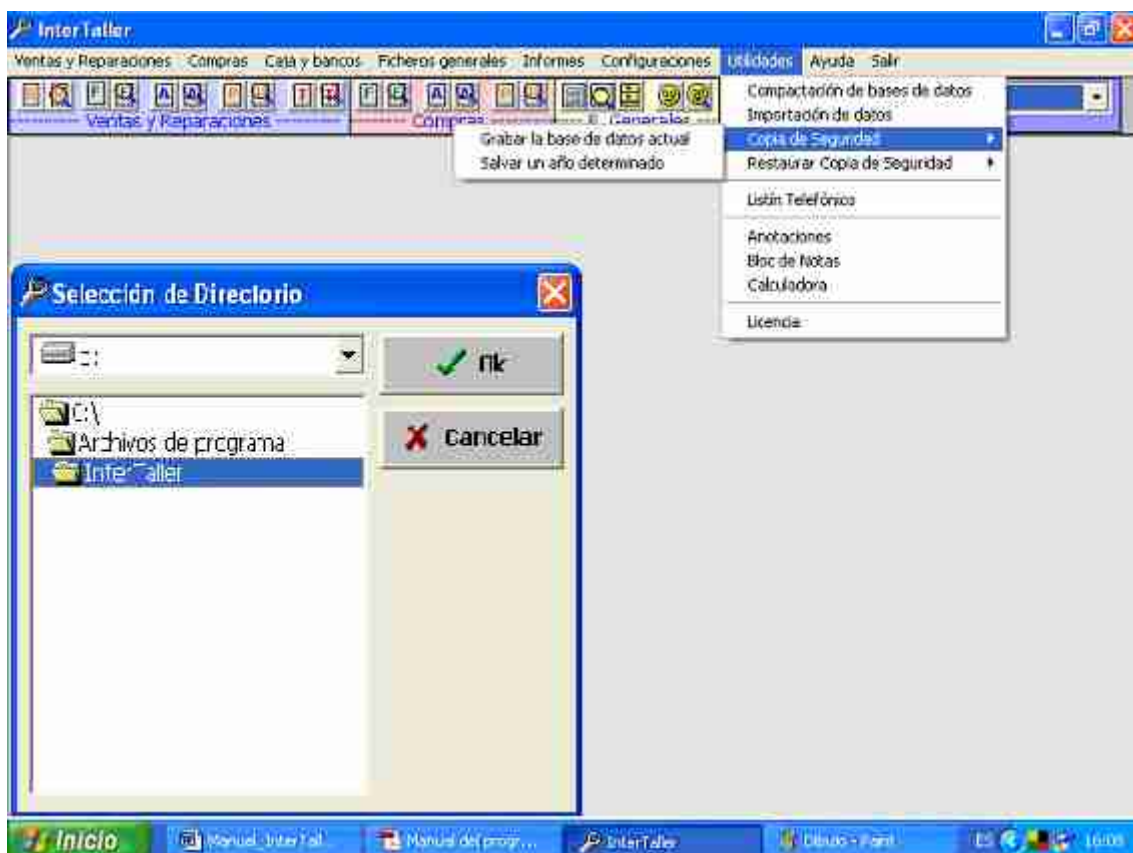 InterTaller
Ventas y Reparaciones Compras Caja y bancos Ficheros generales Informes Configuraciones Utilidades Ayuda Salir
Ventas y Reparaciones Compras Generales
Compactación de bases de datos
Importación de datos
Copia de Seguridad
Restaurar Copia de Seguridad
Listín Telefónico
Anotaciones
Bloc de Notas
Calculadora
Licencia
Grabar la base de datos actual
Salvar un año determinado
Selección de Directorio
Ok
Cancelar
C:\
Archivos de programa
InterTaller
Inicio Manual_InterTall... Manual del progr... InterTaller Dibujo - Paint ES 16:00